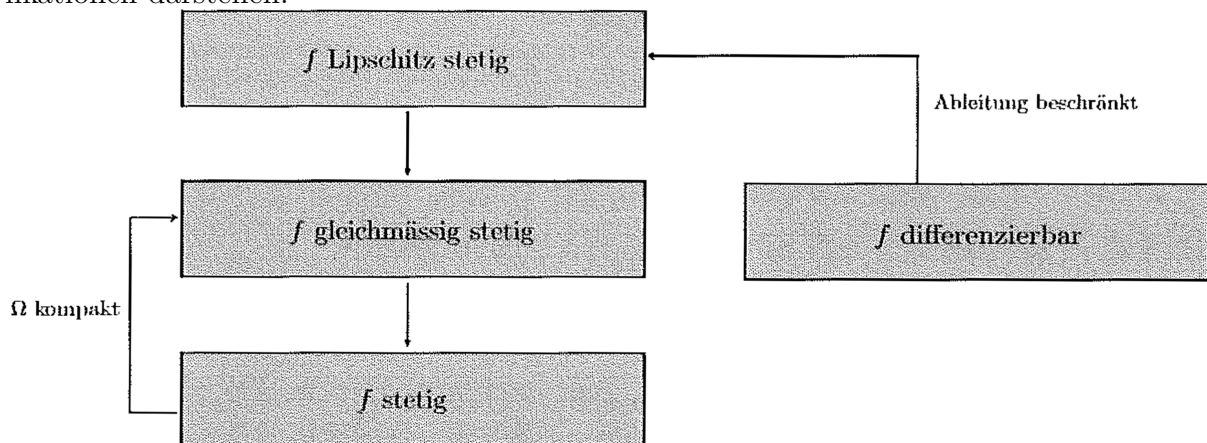 f Lipschitz stetig
Ableitung beschränkt
f gleichmässig stetig
f differenzierbar
Ω kompakt
f stetig